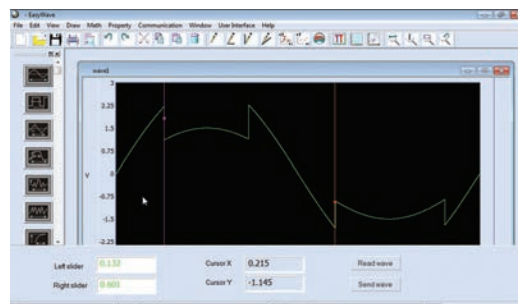 - EasyWave
File Edit View Draw Math Property Communication Window User Interface Help
wave1
3
2.25
1.5
0.75
V 0
-0.75
-1.5
-2.25
Left slider 0.132 Cursor X 0.215 Read wave
Right slider 0.601 Cursor Y -1.145 Send wave